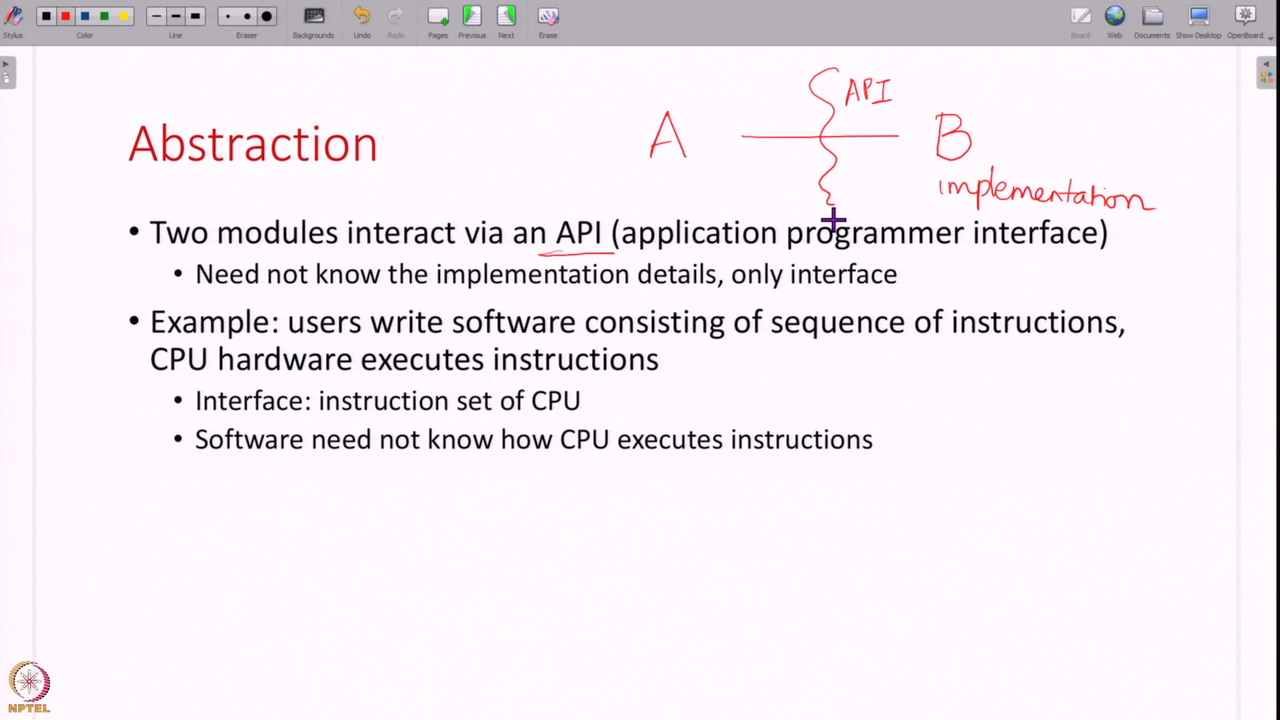 Stylus
Color
Line
Eraser
Backgrounds
Undo
Redo
Pages
Previous
Next
Erase
Board
Web
Documents
Show Desktop
OpenBoard
API
A
B
Abstraction
implementation
• Two modules interact via an API (application programmer interface)
• Need not know the implementation details, only interface
• Example: users write software consisting of sequence of instructions,
CPU hardware executes instructions
• Interface: instruction set of CPU
• Software need not know how CPU executes instructions
NPTEL